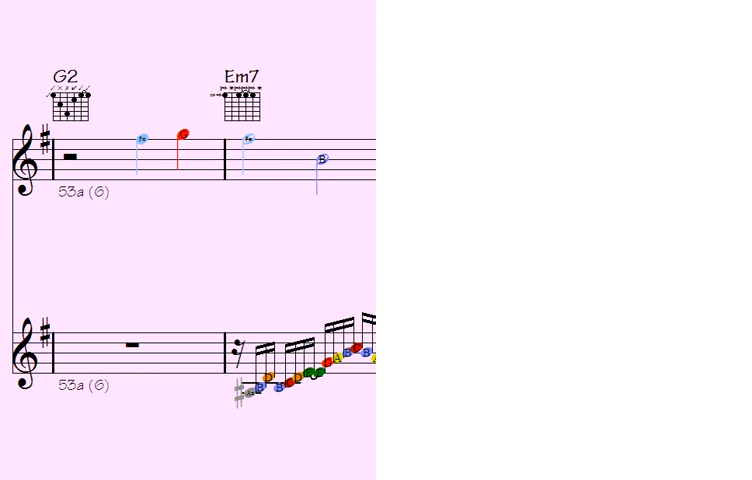 G2 Em7
F# G F# B
53a (6)
B D B D A B B
53a (6)